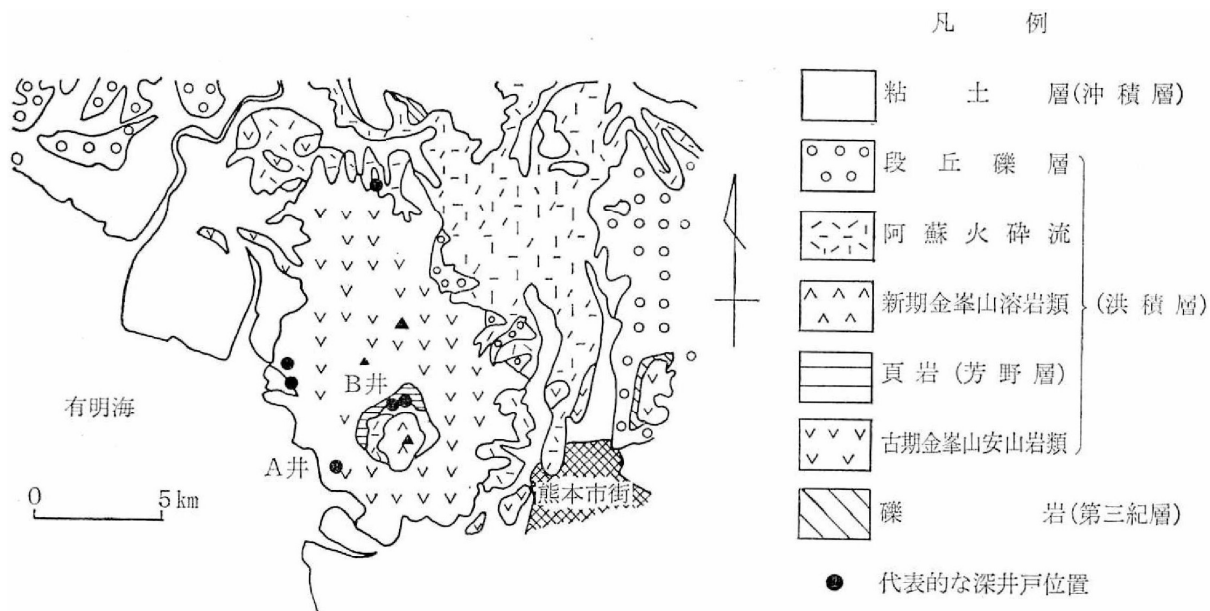 凡例
粘土層(沖積層)
段丘礫層
阿蘇火砕流
新期金峯山溶岩類
(洪積層)
頁岩(芳野層)
古期金峯山安山岩類
礫岩(第三紀層)
代表的な深井戸位置
B井
有明海
A井
0 5km
熊本市街